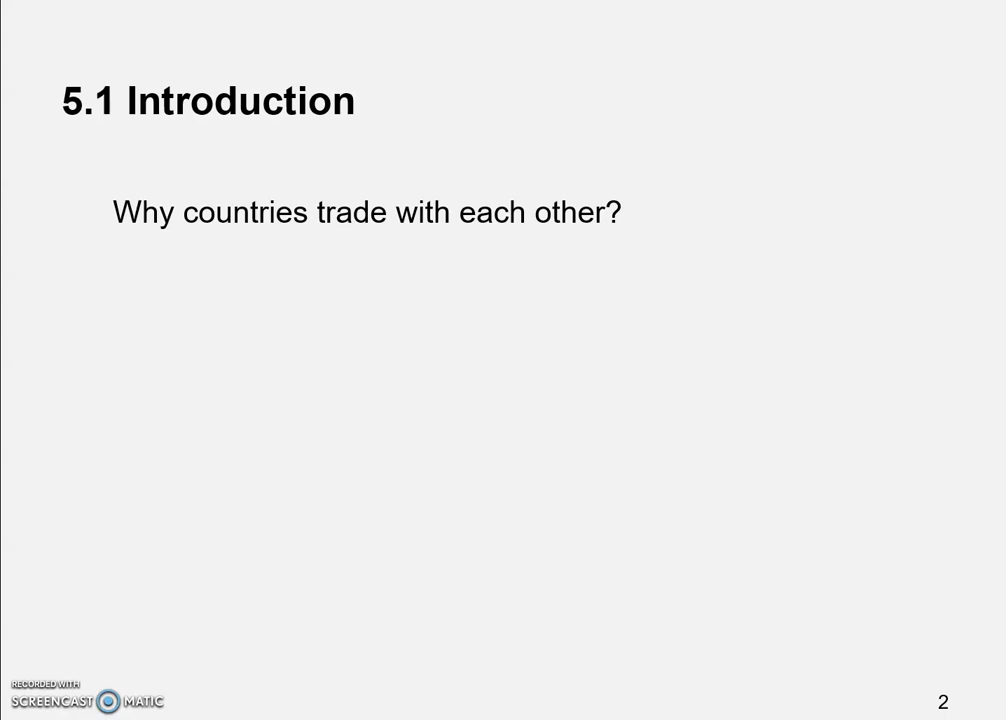 5.1 Introduction
Why countries trade with each other?
RECORDED WITH
SCREENCAST MATIC
2